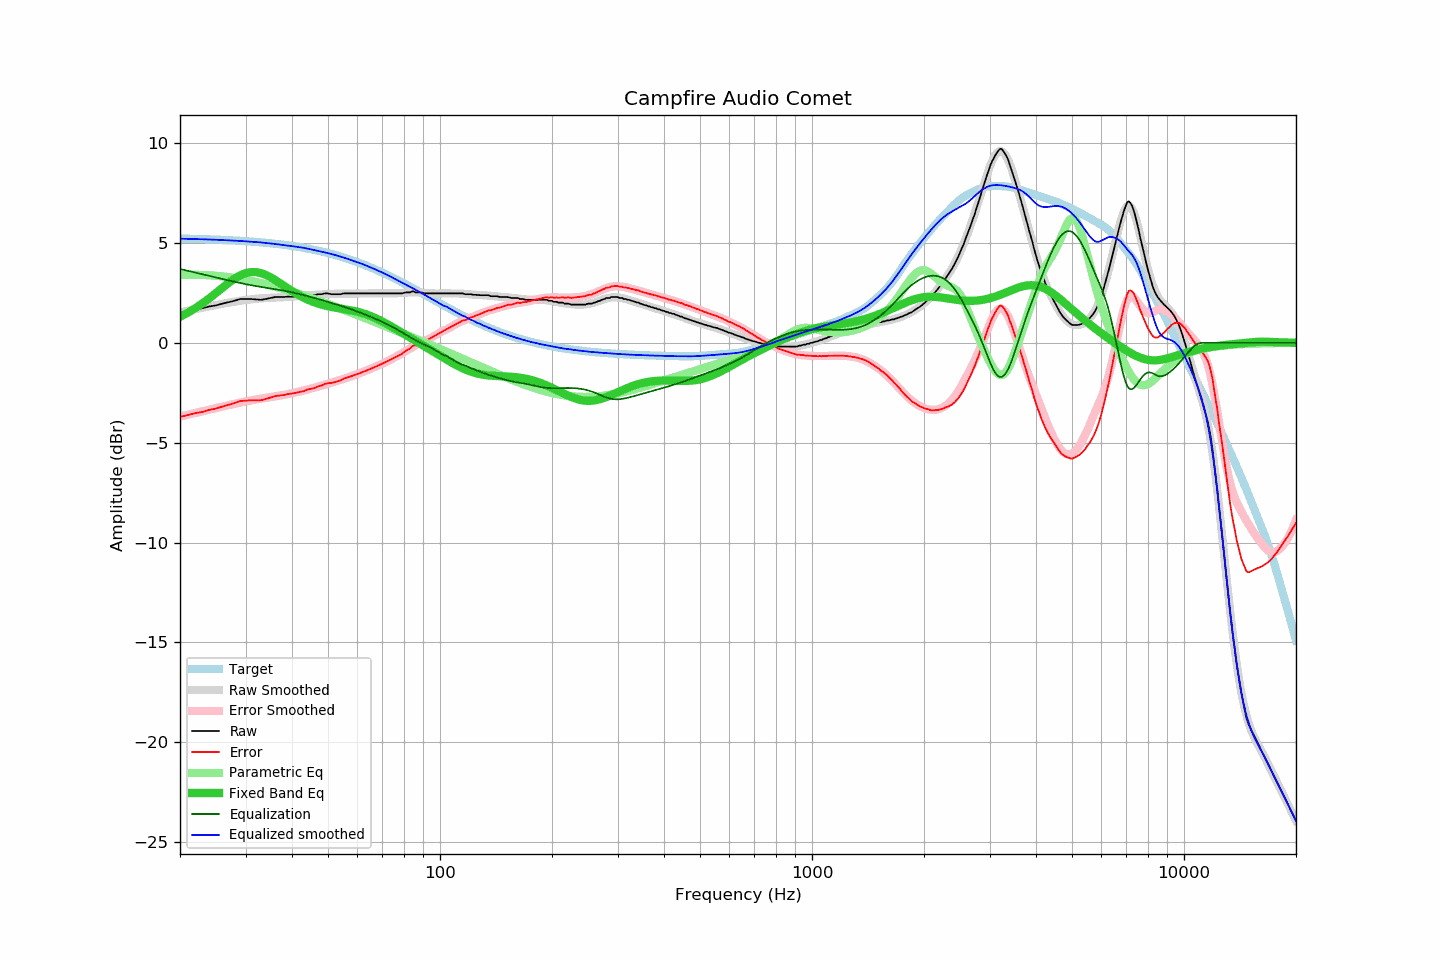 Campfire Audio Comet
10
5
0
−5
−10
−15
−20
−25
Amplitude (dBr)
Target
Raw Smoothed
Error Smoothed
Raw
Error
Parametric Eq
Fixed Band Eq
Equalization
Equalized smoothed
100
1000
10000
Frequency (Hz)